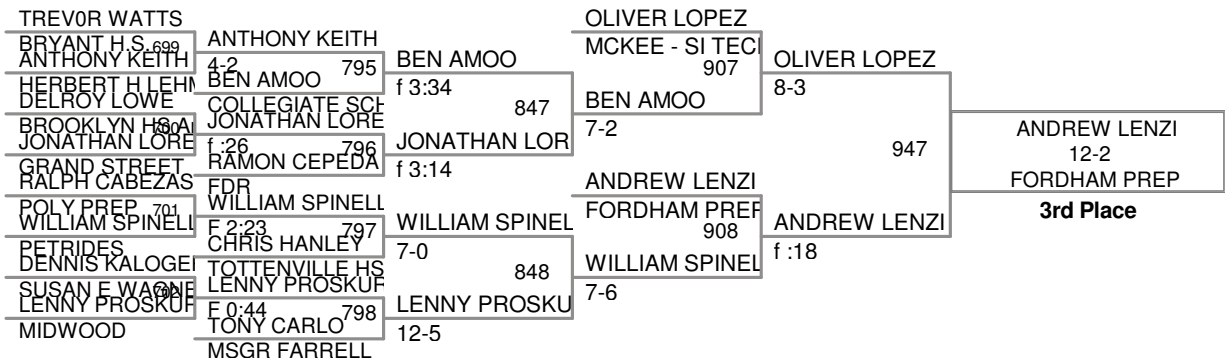 TREV0R WATTS
BRYANT H.S. 699
ANTHONY KEITH
HERBERT H LEHM
DELROY LOWE
BROOKLYN HS A 700
JONATHAN LORE
GRAND STREET
RALPH CABEZAS
POLY PREP 701
WILLIAM SPINELL
PETRIDES
DENNIS KALOGE
SUSAN E WAGNE 702
LENNY PROSKUR
MIDWOOD
ANTHONY KEITH
4-2 795
BEN AMOO
COLLEGIATE SCH
JONATHAN LORE
f :26 796
RAMON CEPEDA
FDR
WILLIAM SPINELL
F 2:23 797
CHRIS HANLEY
TOTTENVILLE HS
LENNY PROSKUR
F 0:44 798
TONY CARLO
MSGR FARRELL
BEN AMOO
f 3:34
847
JONATHAN LOR
f 3:14
WILLIAM SPINEL
7-0
848
LENNY PROSKU
12-5
OLIVER LOPEZ
MCKEE - SI TECH
907
BEN AMOO
7-2
ANDREW LENZI
FORDHAM PREP
908
WILLIAM SPINEL
7-6
OLIVER LOPEZ
8-3
947
ANDREW LENZI
f :18
ANDREW LENZI
12-2
FORDHAM PREP
3rd Place